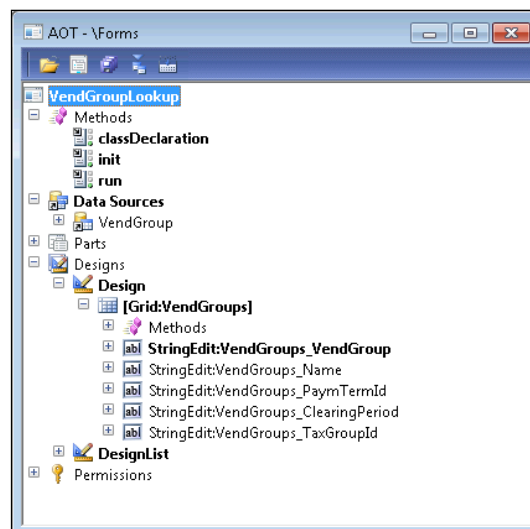 AOT - \Forms
VendGroupLookup
Methods
classDeclaration
init
run
Data Sources
VendGroup
Parts
Designs
Design
[Grid:VendGroups]
Methods
StringEdit:VendGroups_VendGroup
StringEdit:VendGroups_Name
StringEdit:VendGroups_PaymTermId
StringEdit:VendGroups_ClearingPeriod
StringEdit:VendGroups_TaxGroupId
DesignList
Permissions